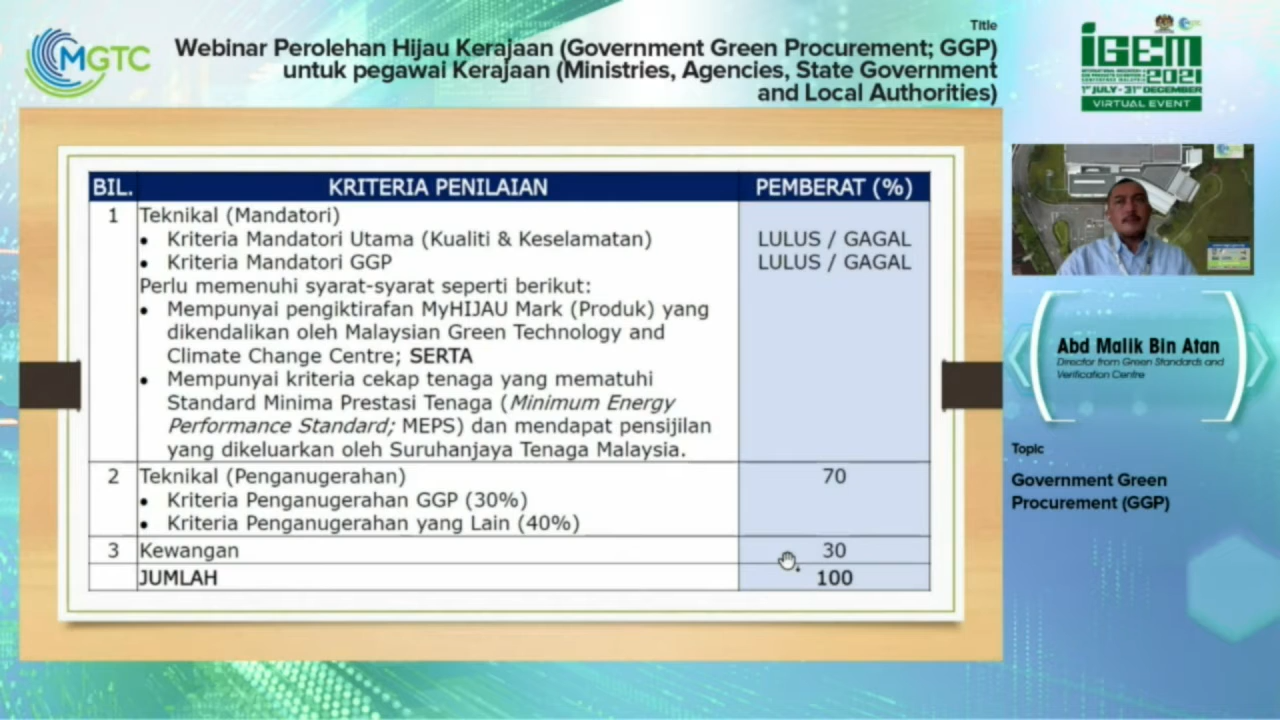 MGTC
Title
Webinar Perolehan Hijau Kerajaan (Government Green Procurement; GGP)
untuk pegawai Kerajaan (Ministries, Agencies, State Government
and Local Authorities)
iGEM
2021
1ST JULY - 31ST DECEMBER
VIRTUAL EVENT
BIL. KRITERIA PENILAIAN PEMBERAT (%)
1 Teknikal (Mandatori)
• Kriteria Mandatori Utama (Kualiti & Keselamatan) LULUS / GAGAL
• Kriteria Mandatori GGP LULUS / GAGAL
Perlu memenuhi syarat-syarat seperti berikut:
• Mempunyai pengiktirafan MyHIJAU Mark (Produk) yang
dikendalikan oleh Malaysian Green Technology and
Climate Change Centre; SERTA
• Mempunyai kriteria cekap tenaga yang mematuhi
Standard Minima Prestasi Tenaga (Minimum Energy
Performance Standard; MEPS) dan mendapat pensijilan
yang dikeluarkan oleh Suruhanjaya Tenaga Malaysia.
2 Teknikal (Penganugerahan) 70
• Kriteria Penganugerahan GGP (30%)
• Kriteria Penganugerahan yang Lain (40%)
3 Kewangan 30
JUMLAH 100
Abd Malik Bin Atan
Director from Green Standards and
Verification Centre
Topic
Government Green
Procurement (GGP)